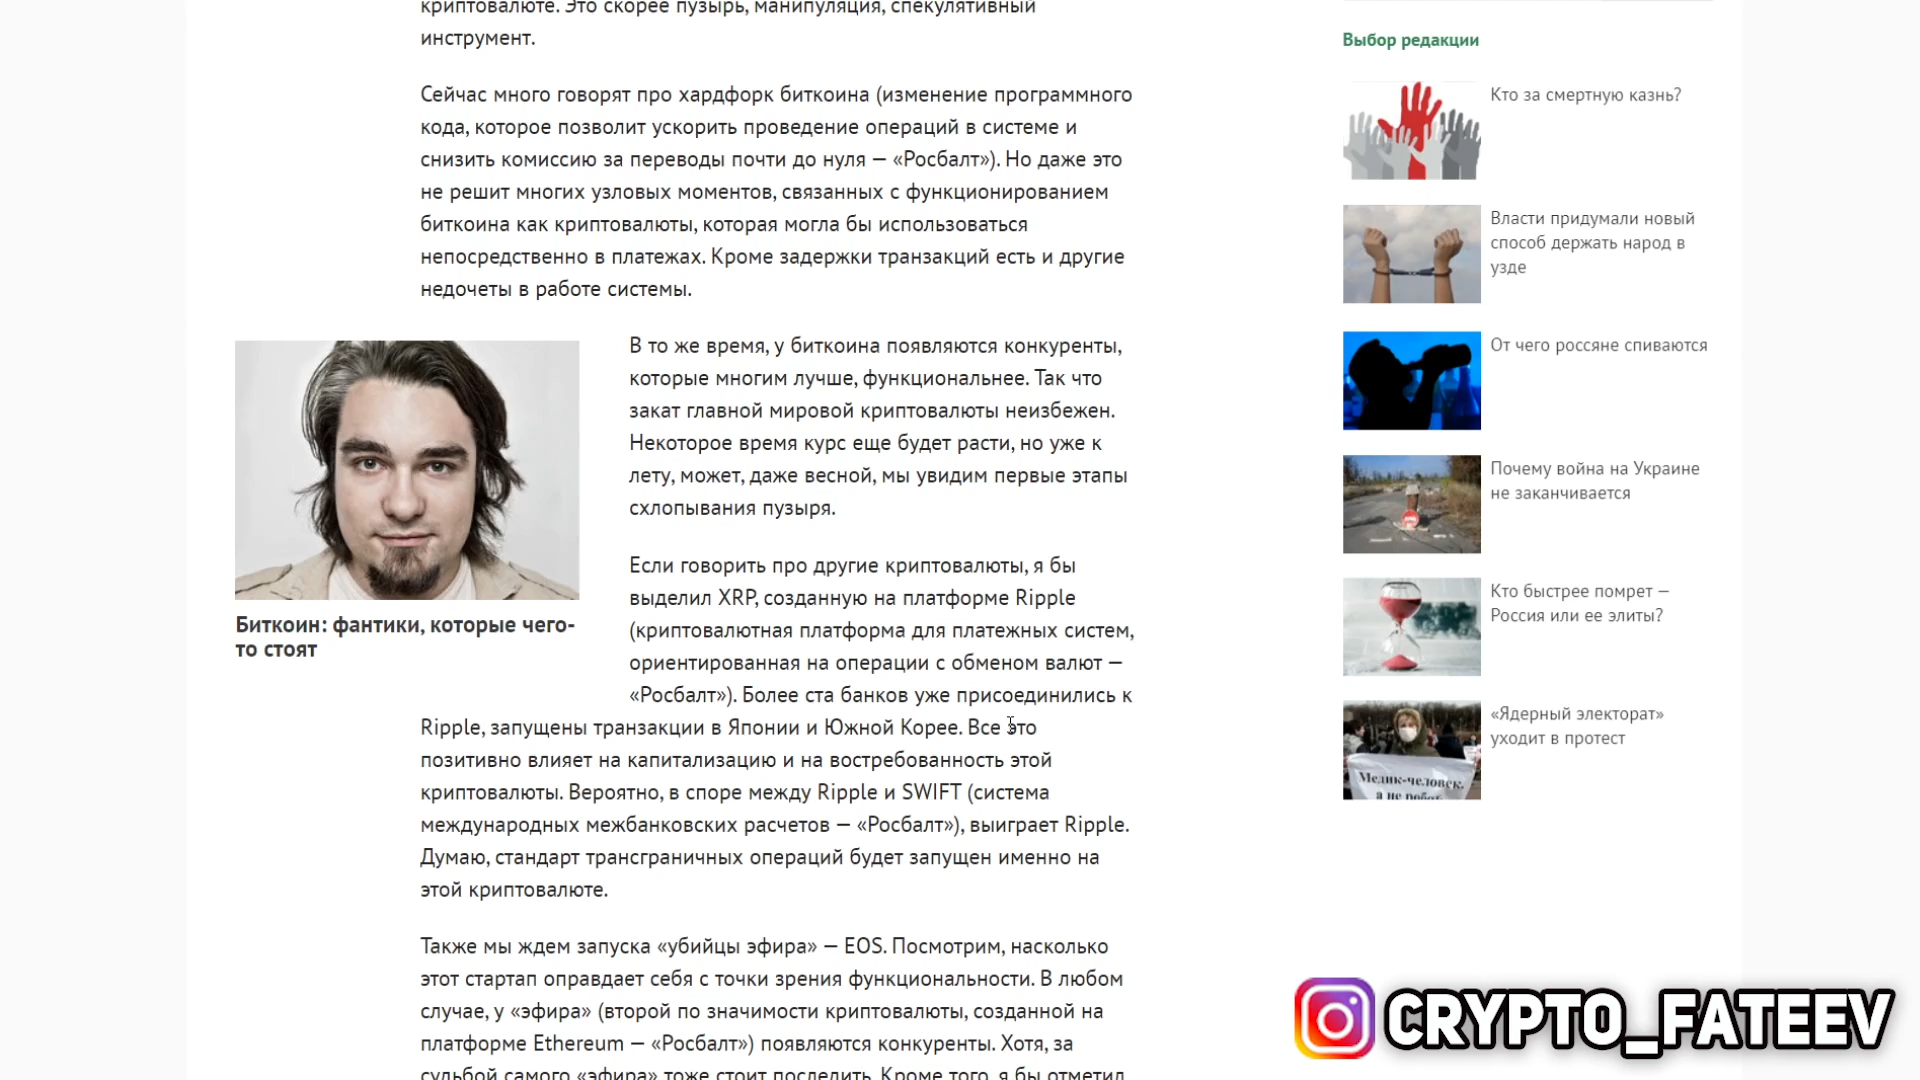 криптовалюте. Это скорее пузырь, манипуляция, спекулятивный
инструмент.
Сейчас много говорят про хардфорк биткоина (изменение программного
кода, которое позволит ускорить проведение операций в системе и
снизить комиссию за переводы почти до нуля — «Росбалт»). Но даже это
не решит многих узловых моментов, связанных с функционированием
биткоина как криптовалюты, которая могла бы использоваться
непосредственно в платежах. Кроме задержки транзакций есть и другие
недочеты в работе системы.
Биткоин: фантики, которые чего-
то стоят
В то же время, у биткоина появляются конкуренты,
которые многим лучше, функциональнее. Так что
закат главной мировой криптовалюты неизбежен.
Некоторое время курс еще будет расти, но уже к
лету, может, даже весной, мы увидим первые этапы
схлопывания пузыря.
Если говорить про другие криптовалюты, я бы
выделил XRP, созданную на платформе Ripple
(криптовалютная платформа для платежных систем,
ориентированная на операции с обменом валют —
«Росбалт»). Более ста банков уже присоединились к
Ripple, запущены транзакции в Японии и Южной Корее. Все это
позитивно влияет на капитализацию и на востребованность этой
криптовалюты. Вероятно, в споре между Ripple и SWIFT (система
международных межбанковских расчетов — «Росбалт»), выиграет Ripple.
Думаю, стандарт трансграничных операций будет запущен именно на
этой криптовалюте.
Также мы ждем запуска «убийцы эфира» — EOS. Посмотрим, насколько
этот стартап оправдает себя с точки зрения функциональности. В любом
случае, у «эфира» (второй по значимости криптовалюты, созданной на
платформе Ethereum — «Росбалт») появляются конкуренты. Хотя, за
судьбой самого «эфира» тоже стоит последить. Кроме того, я бы отметил
Выбор редакции
Кто за смертную казнь?
Власти придумали новый
способ держать народ в
узде
От чего россияне спиваются
Почему война на Украине
не заканчивается
Кто быстрее помрет —
Россия или ее элиты?
«Ядерный электорат»
уходит в протест
Медик-человек,
а не робот
CRYPTO_FATEEV